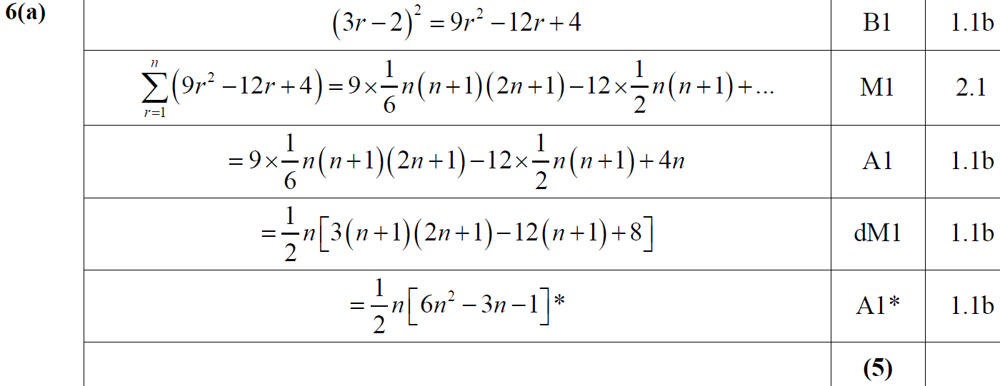 6(a) (3r − 2)² = 9r² − 12r + 4 B1 1.1b
∑_{r=1}^{n} (9r² − 12r + 4) = 9 × 1/6 n(n + 1)(2n + 1) − 12 × 1/2 n(n + 1) + ... M1 2.1
= 9 × 1/6 n(n + 1)(2n + 1) − 12 × 1/2 n(n + 1) + 4n A1 1.1b
= 1/2 n[3(n + 1)(2n + 1) − 12(n + 1) + 8] dM1 1.1b
= 1/2 n[6n² − 3n − 1]* A1* 1.1b
(5)